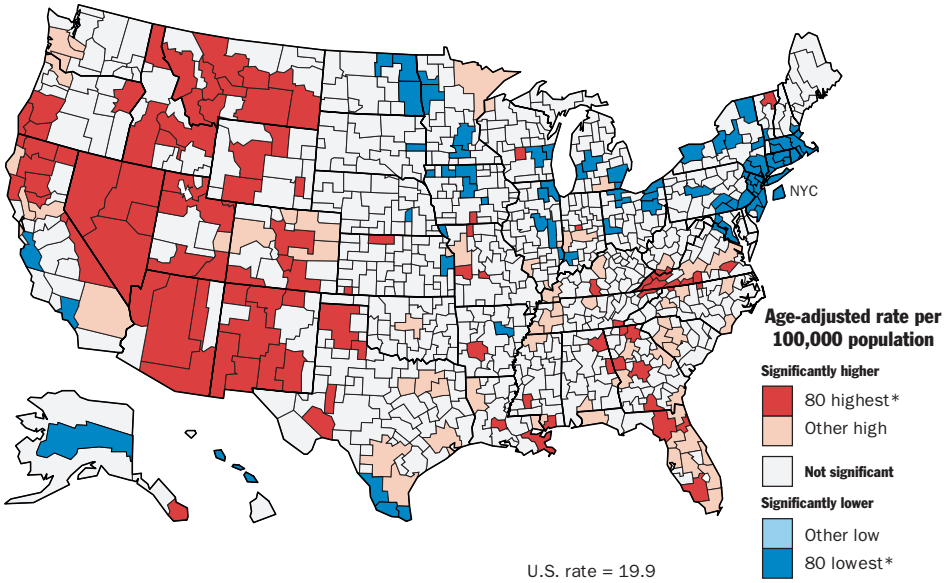 NYC
Age-adjusted rate per
100,000 population
Significantly higher
80 highest*
Other high
Not significant
Significantly lower
Other low
80 lowest*
U.S. rate = 19.9